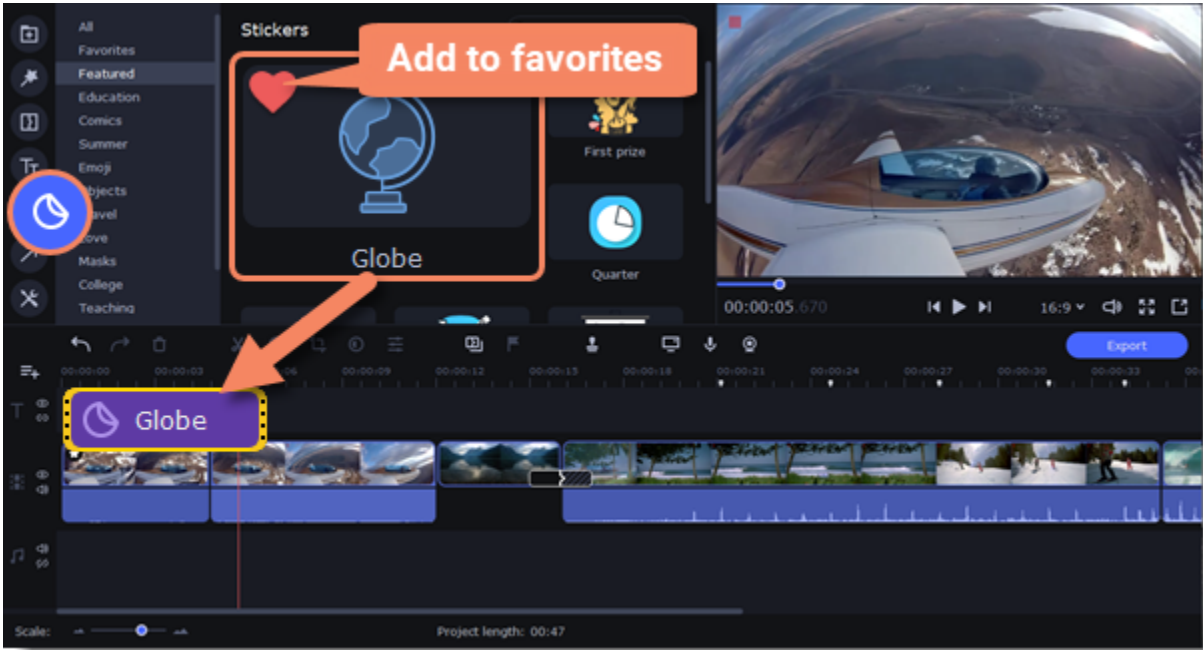 All
Favorites
Featured
Education
Comics
Summer
Emoji
Love
Masks
College
Teaching
Stickers
Add to favorites
Globe
First prize
Quarter
00:00:05.670
16:9
Export
00:00:00 00:00:03 00:00:09 00:00:12 00:00:15 00:00:18 00:00:21 00:00:24 00:00:27 00:00:30 00:00:33
Globe
Scale:
Project length: 00:47